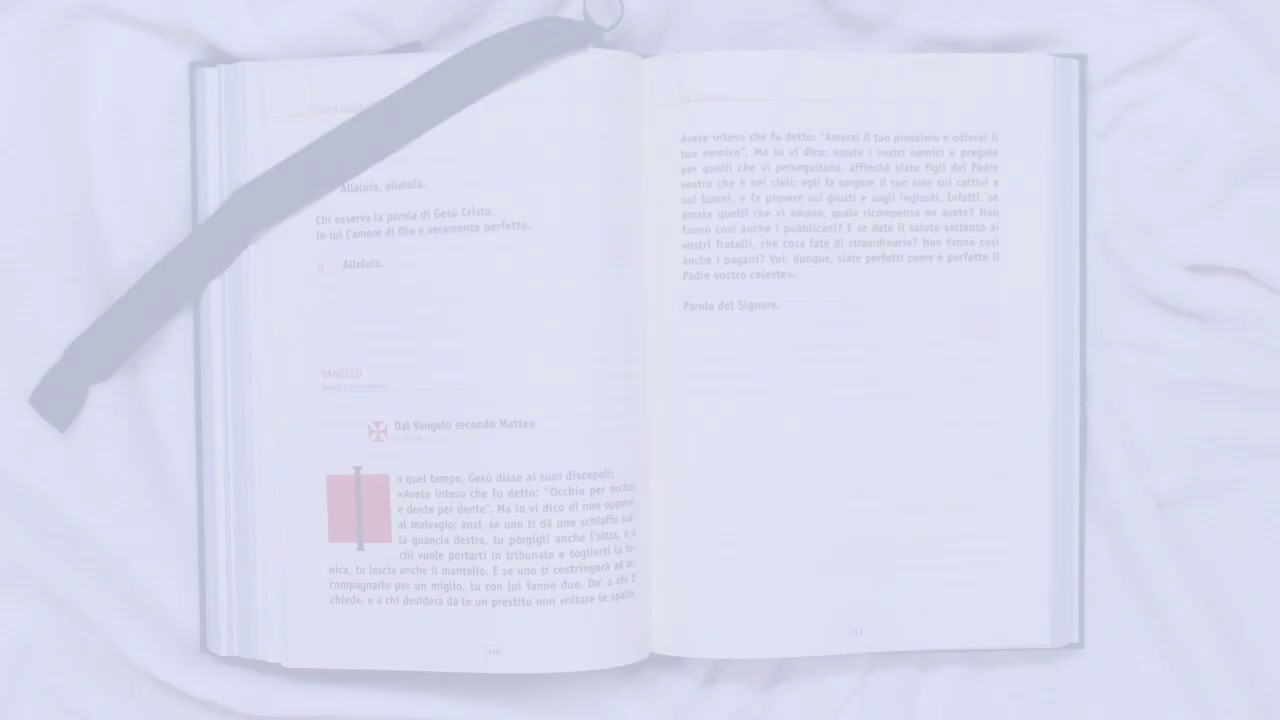 Alleluia, alleluia.
Chi osserva la parola di Gesù Cristo,
in lui l'amore di Dio è veramente perfetto.
Alleluia.
VANGELO
Dal Vangelo secondo Matteo
In quel tempo, Gesù disse ai suoi discepoli:
«Avete inteso che fu detto: "Occhio per occhio
e dente per dente". Ma io vi dico di non opporvi
al malvagio; anzi, se uno ti dà uno schiaffo sul-
la guancia destra, tu pórgigli anche l'altra, e a
chi vuole portarti in tribunale e toglierti la tu-
nica, tu lascia anche il mantello. E se uno ti costringerà ad ac-
compagnarlo per un miglio, tu con lui fanne due. Da' a chi ti
chiede, e a chi desidera da te un prestito non voltare le spalle.
Avete inteso che fu detto: "Amerai il tuo prossimo e odierai il
tuo nemico". Ma io vi dico: amate i vostri nemici e pregate
per quelli che vi perseguitano, affinché siate figli del Padre
vostro che è nei cieli; egli fa sorgere il suo sole sui cattivi e
sui buoni, e fa piovere sui giusti e sugli ingiusti. Infatti, se
amate quelli che vi amano, quale ricompensa ne avete? Non
fanno così anche i pubblicani? E se date il saluto soltanto ai
vostri fratelli, che cosa fate di straordinario? Non fanno così
anche i pagani? Voi, dunque, siate perfetti come è perfetto il
Padre vostro celeste».
Parola del Signore.